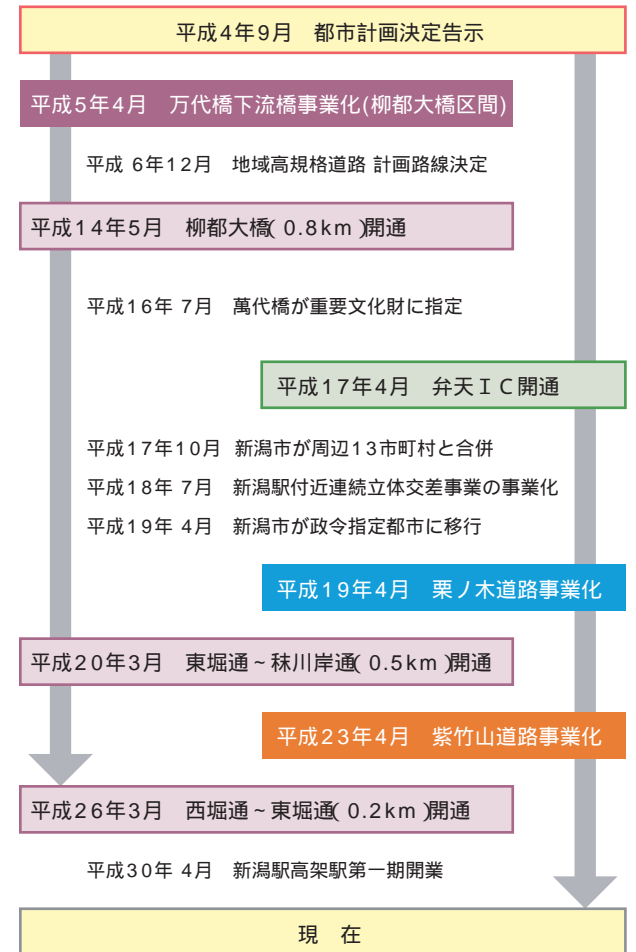 平成4年9月　都市計画決定告示
平成5年4月　万代橋下流橋事業化(柳都大橋区間)
平成 6年12月　地域高規格道路 計画路線決定
平成14年5月　柳都大橋(0.8km)開通
平成16年 7月　萬代橋が重要文化財に指定
平成17年4月　弁天ＩＣ開通
平成17年10月 新潟市が周辺13市町村と合併
平成18年 7月　新潟駅付近連続立体交差事業の事業化
平成19年 4月　新潟市が政令指定都市に移行
平成19年4月　栗ノ木道路事業化
平成20年3月　東堀通~秣川岸通(0.5km)開通
平成23年4月　紫竹山道路事業化
平成26年3月　西堀通~東堀通(0.2km)開通
平成30年 4月　新潟駅高架駅第一期開業
現　在